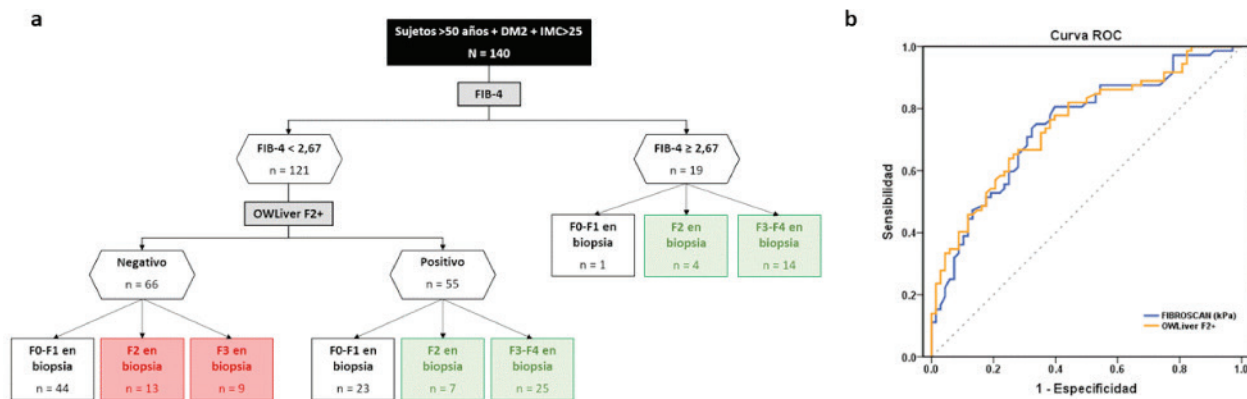 a
Sujetos >50 años + DM2 + IMC>25
N = 140
FIB-4
FIB-4 < 2,67
n = 121
FIB-4 ≥ 2,67
n = 19
OWLiver F2+
F0-F1 en
biopsia
n = 1
F2 en
biopsia
n = 4
F3-F4 en
biopsia
n = 14
Negativo
n = 66
Positivo
n = 55
F0-F1 en
biopsia
n = 44
F2 en
biopsia
n = 13
F3 en
biopsia
n = 9
F0-F1 en
biopsia
n = 23
F2 en
biopsia
n = 7
F3-F4 en
biopsia
n = 25
b
Curva ROC
Sensibilidad
1.0
0.8
0.6
0.4
0.2
0.0
0.0
0.2
0.4
0.6
0.8
1.0
1 - Especificidad
FIBROSCAN (kPa)
OWLiver F2+